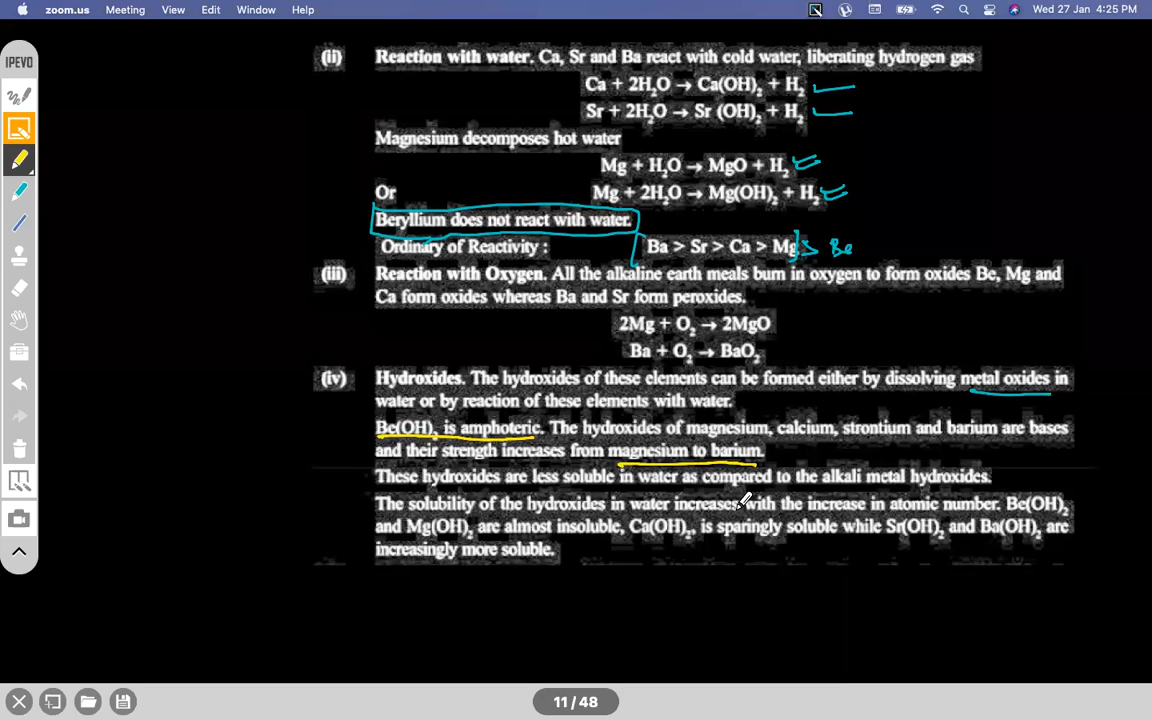 zoom.us Meeting View Edit Window Help Wed 27 Jan 4:25 PM
IPEVO
(ii) Reaction with water. Ca, Sr and Ba react with cold water, liberating hydrogen gas
Ca + 2H₂O → Ca(OH)₂ + H₂
Sr + 2H₂O → Sr (OH)₂ + H₂
Magnesium decomposes hot water
Mg + H₂O → MgO + H₂
Or Mg + 2H₂O → Mg(OH)₂ + H₂
Beryllium does not react with water.
Ordinary of Reactivity : Ba > Sr > Ca > Mg > Be
(iii) Reaction with Oxygen. All the alkaline earth meals burn in oxygen to form oxides Be, Mg and
Ca form oxides whereas Ba and Sr form peroxides.
2Mg + O₂ → 2MgO
Ba + O₂ → BaO₂
(iv) Hydroxides. The hydroxides of these elements can be formed either by dissolving metal oxides in
water or by reaction of these elements with water.
Be(OH)₂ is amphoteric. The hydroxides of magnesium, calcium, strontium and barium are bases
and their strength increases from magnesium to barium.
These hydroxides are less soluble in water as compared to the alkali metal hydroxides.
The solubility of the hydroxides in water increases with the increase in atomic number. Be(OH)₂
and Mg(OH)₂ are almost insoluble, Ca(OH)₂, is sparingly soluble while Sr(OH)₂ and Ba(OH)₂ are
increasingly more soluble.
11 / 48